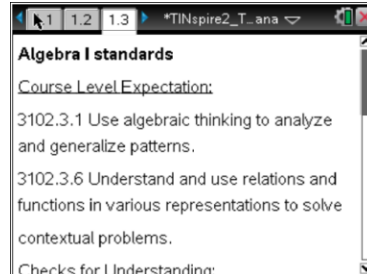 1.1 1.2 1.3 *TINspire2_T...ana
Algebra I standards
Course Level Expectation:
3102.3.1 Use algebraic thinking to analyze
and generalize patterns.
3102.3.6 Understand and use relations and
functions in various representations to solve
contextual problems.
Checks for Understanding: